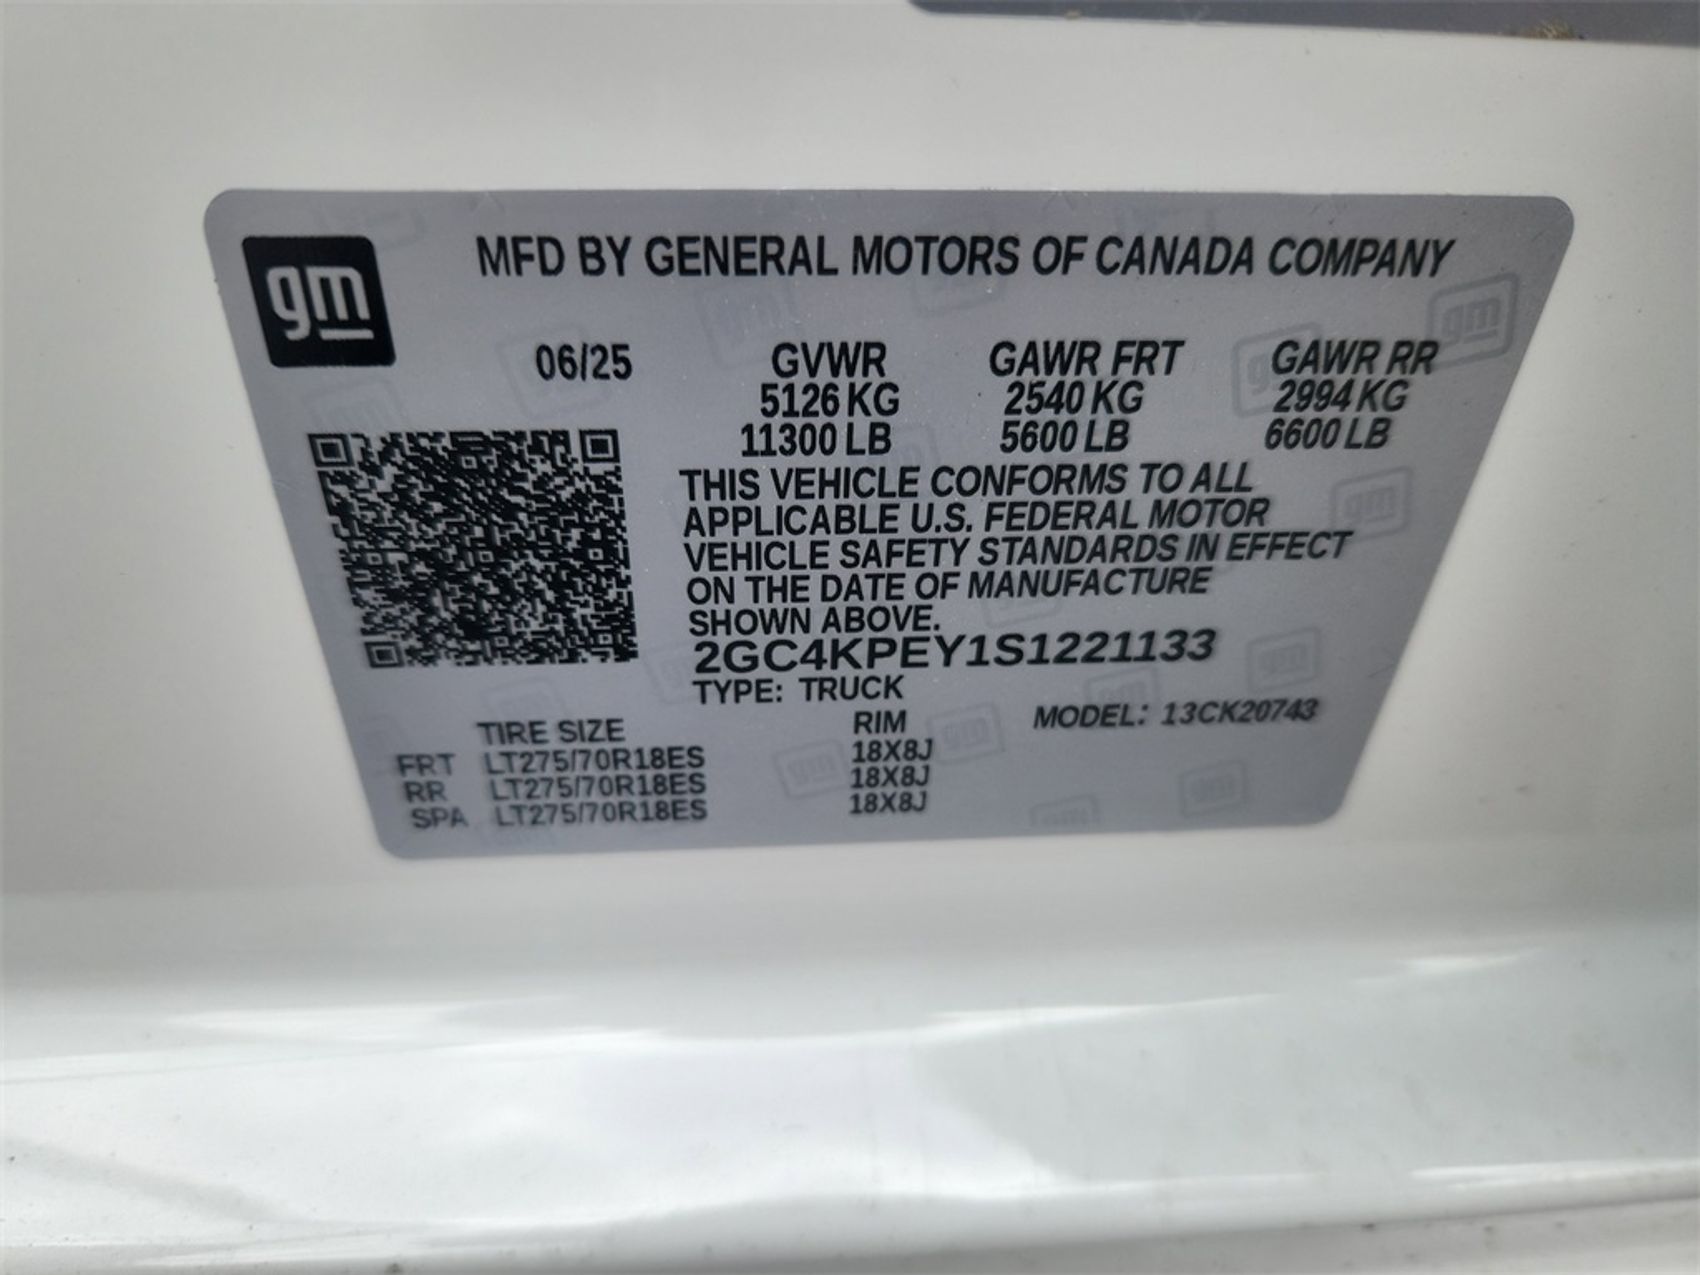 gm
MFD BY GENERAL MOTORS OF CANADA COMPANY
06/25 GVWR GAWR FRT GAWR RR
5126 KG 2540 KG 2994 KG
11300 LB 5600 LB 6600 LB
THIS VEHICLE CONFORMS TO ALL
APPLICABLE U.S. FEDERAL MOTOR
VEHICLE SAFETY STANDARDS IN EFFECT
ON THE DATE OF MANUFACTURE
SHOWN ABOVE.
2GC4KPEY1S1221133
TYPE: TRUCK
TIRE SIZE RIM MODEL: 13CK20743
FRT LT275/70R18ES 18X8J
RR LT275/70R18ES 18X8J
SPA LT275/70R18ES 18X8J